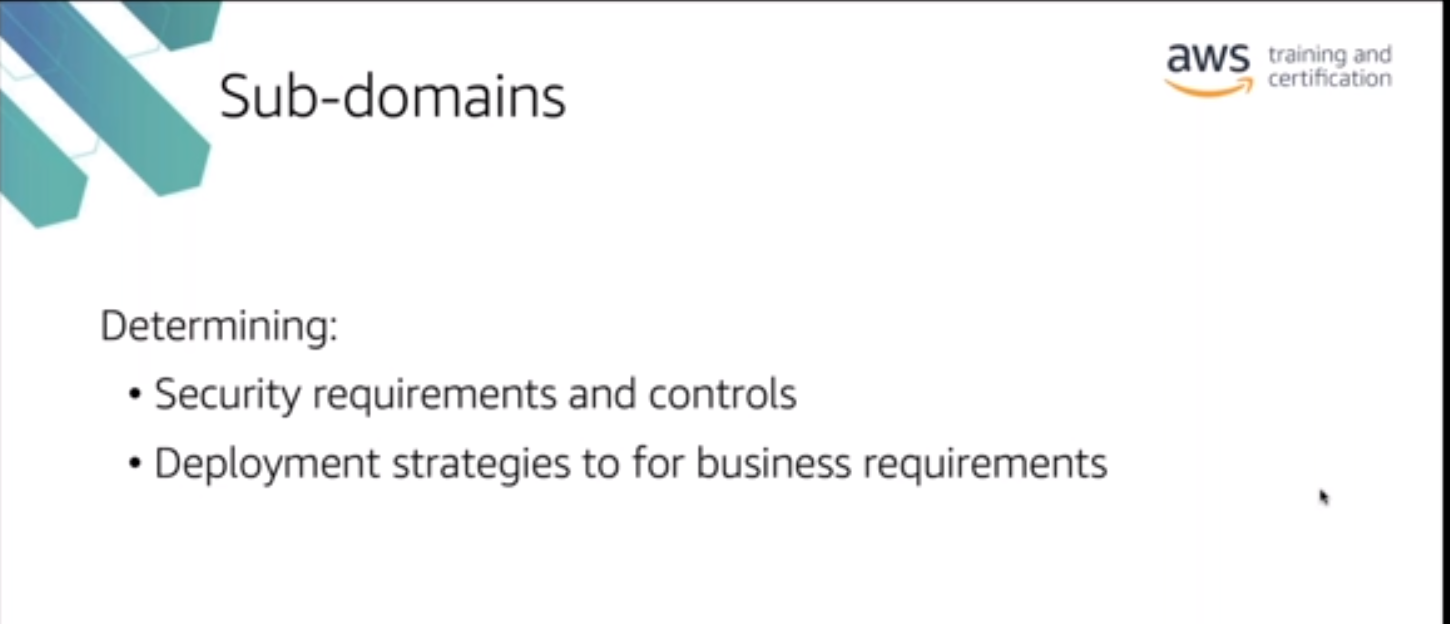 Sub-domains
aws training and
certification
Determining:
• Security requirements and controls
• Deployment strategies to for business requirements